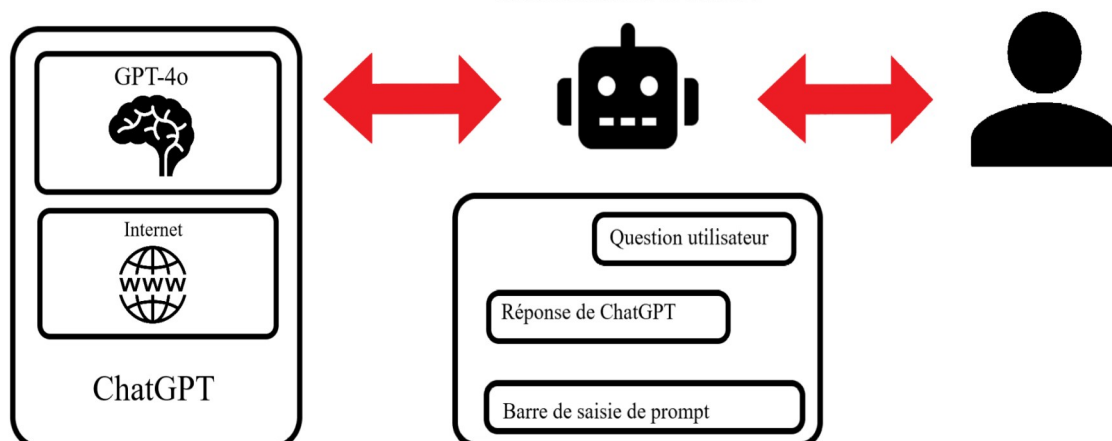 GPT-4o
Internet
WWW
ChatGPT
Question utilisateur
Réponse de ChatGPT
Barre de saisie de prompt